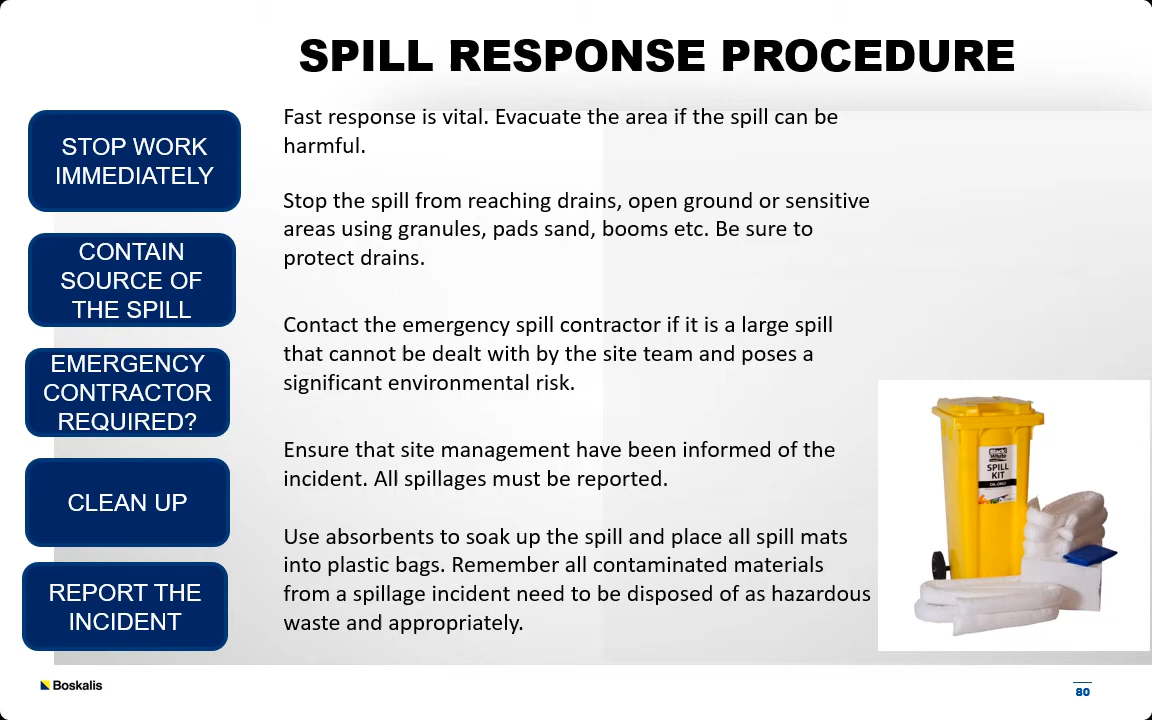 SPILL RESPONSE PROCEDURE
STOP WORK
IMMEDIATELY
Fast response is vital. Evacuate the area if the spill can be
harmful.
CONTAIN
SOURCE OF
THE SPILL
Stop the spill from reaching drains, open ground or sensitive
areas using granules, pads sand, booms etc. Be sure to
protect drains.
EMERGENCY
CONTRACTOR
REQUIRED?
Contact the emergency spill contractor if it is a large spill
that cannot be dealt with by the site team and poses a
significant environmental risk.
CLEAN UP
Ensure that site management have been informed of the
incident. All spillages must be reported.
REPORT THE
INCIDENT
Use absorbents to soak up the spill and place all spill mats
into plastic bags. Remember all contaminated materials
from a spillage incident need to be disposed of as hazardous
waste and appropriately.
SPILL
KIT
OIL ONLY
Boskalis
80